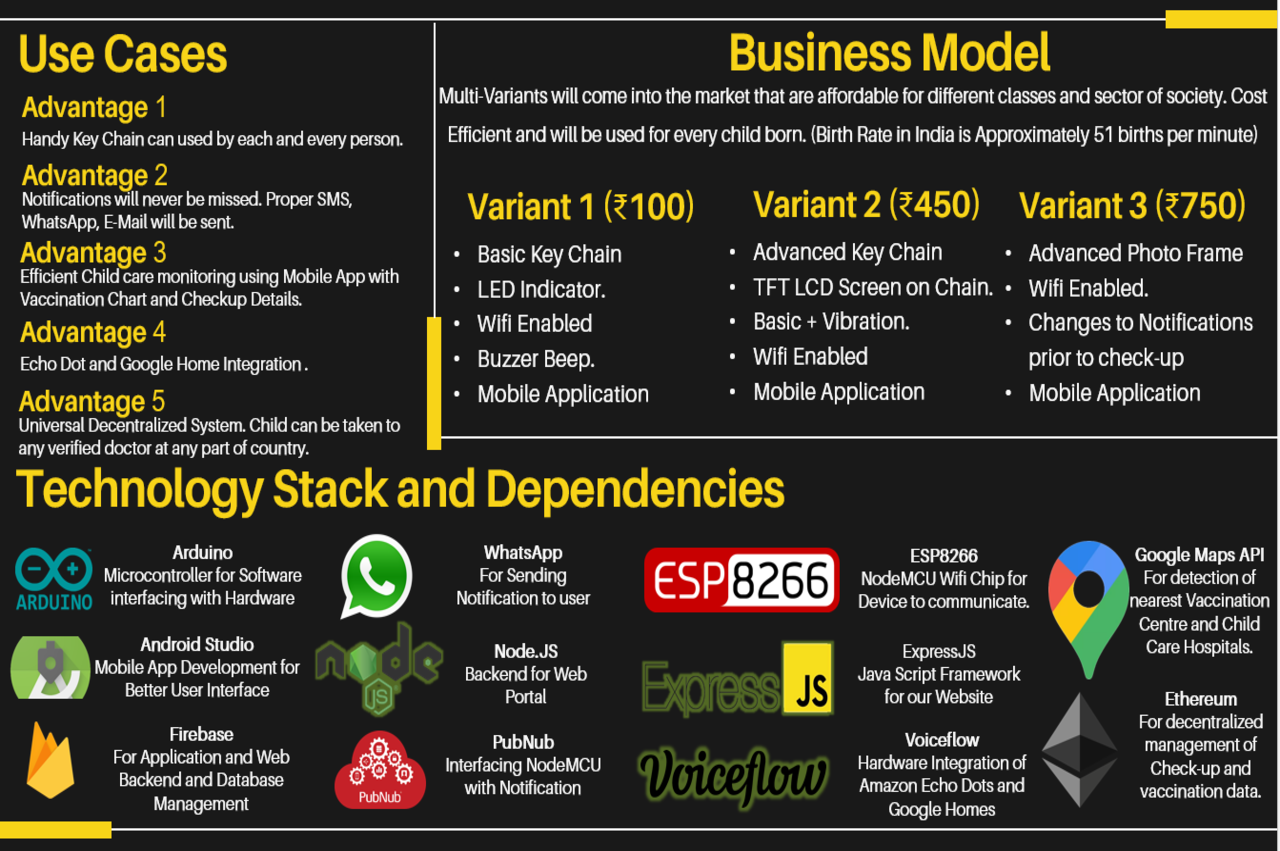 Use Cases
Advantage 1
Handy Key Chain can used by each and every person.
Advantage 2
Notifications will never be missed. Proper SMS,
WhatsApp, E-Mail will be sent.
Advantage 3
Efficient Child care monitoring using Mobile App with
Vaccination Chart and Checkup Details.
Advantage 4
Echo Dot and Google Home Integration .
Advantage 5
Universal Decentralized System. Child can be taken to
any verified doctor at any part of country.
Business Model
Multi-Variants will come into the market that are affordable for different classes and sector of society. Cost
Efficient and will be used for every child born. (Birth Rate in India is Approximately 51 births per minute)
Variant 1 (₹100)
• Basic Key Chain
• LED Indicator.
• Wifi Enabled
• Buzzer Beep.
• Mobile Application
Variant 2 (₹450)
• Advanced Key Chain
• TFT LCD Screen on Chain.
• Basic + Vibration.
• Wifi Enabled
• Mobile Application
Variant 3 (₹750)
• Advanced Photo Frame
• Wifi Enabled.
• Changes to Notifications
prior to check-up
• Mobile Application
Technology Stack and Dependencies
ARDUINO
Arduino
Microcontroller for Software
interfacing with Hardware
Android Studio
Mobile App Development for
Better User Interface
Firebase
For Application and Web
Backend and Database
Management
WhatsApp
For Sending
Notification to user
node
JS
Node.JS
Backend for Web
Portal
PubNub
PubNub
Interfacing NodeMCU
with Notification
ESP8266
ESP8266
NodeMCU Wifi Chip for
Device to communicate.
Express JS
ExpressJS
Java Script Framework
for our Website
Voiceflow
Voiceflow
Hardware Integration of
Amazon Echo Dots and
Google Homes
Google Maps API
For detection of
nearest Vaccination
Centre and Child
Care Hospitals.
Ethereum
For decentralized
management of
Check-up and
vaccination data.